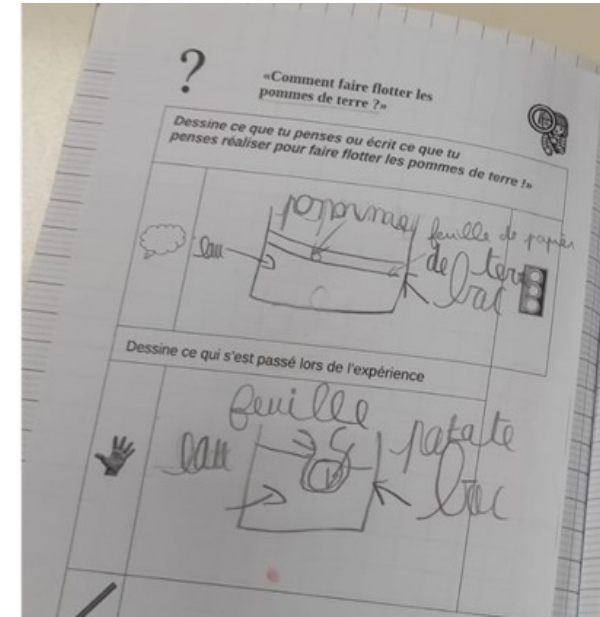 ?
«Comment faire flotter les
pommes de terre ?»
Dessine ce que tu penses ou écrit ce que tu
penses réaliser pour faire flotter les pommes de terre !»
pomme feuille de papier
eau de terre
bac
Dessine ce qui s'est passé lors de l'expérience
feuille
eau patate
bac